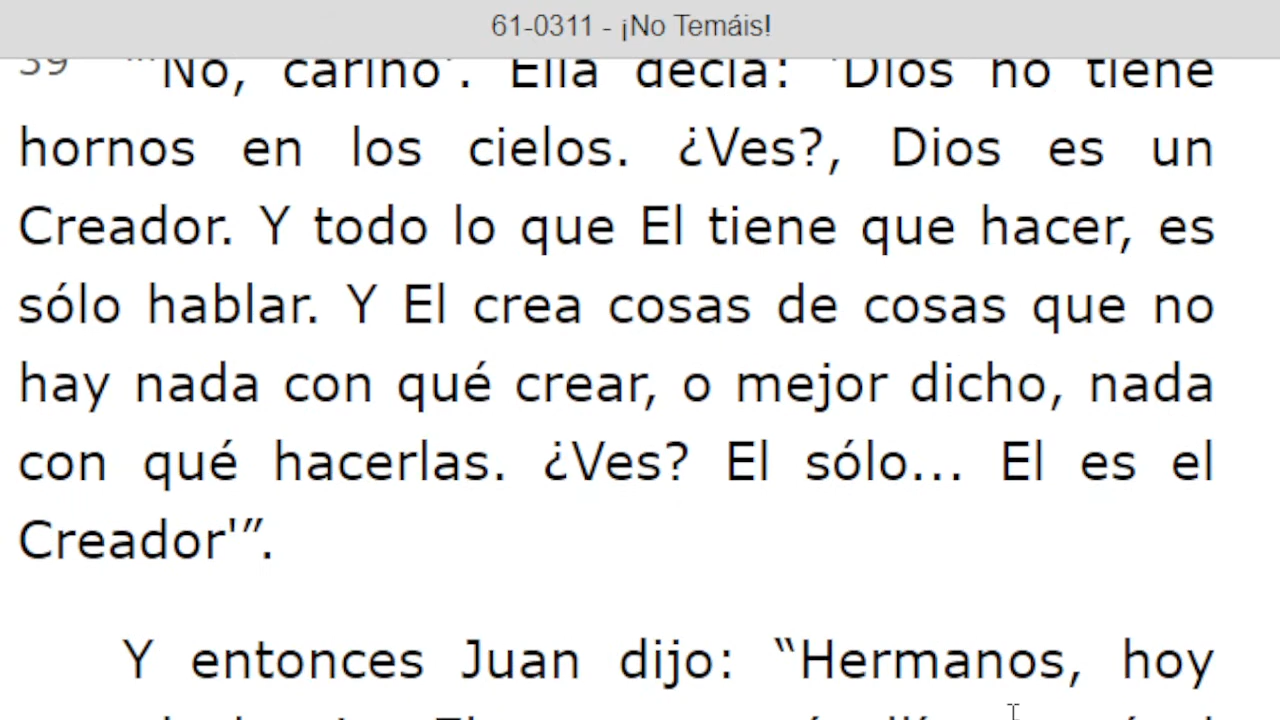 61-0311 - ¡No Temáis!
39 "'No, cariño'. Ella decía: 'Dios no tiene
hornos en los cielos. ¿Ves?, Dios es un
Creador. Y todo lo que El tiene que hacer, es
sólo hablar. Y El crea cosas de cosas que no
hay nada con qué crear, o mejor dicho, nada
con qué hacerlas. ¿Ves? El sólo... El es el
Creador'”.
Y entonces Juan dijo: “Hermanos, hoy